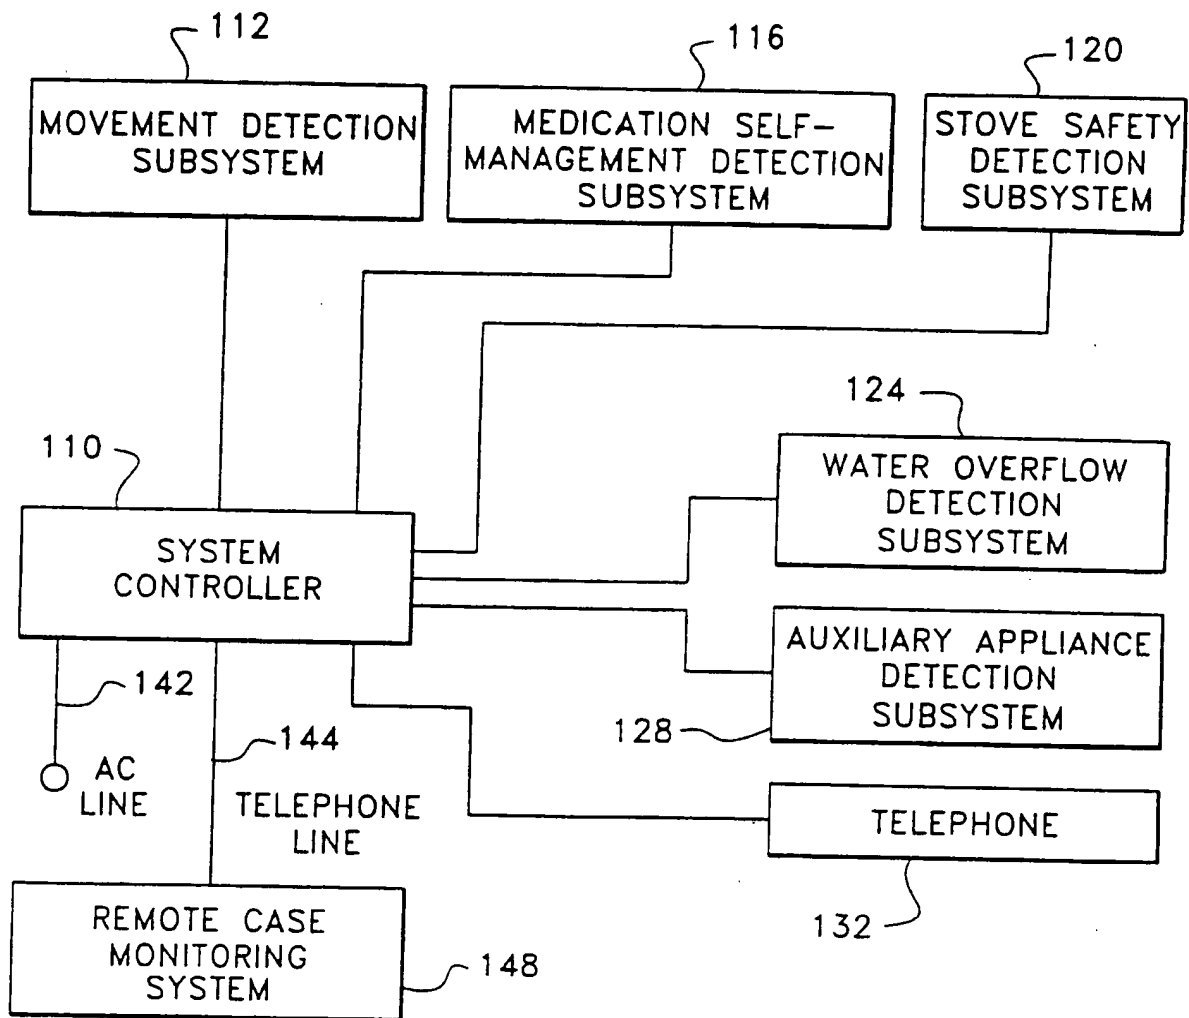 112
MOVEMENT DETECTION
SUBSYSTEM
116
MEDICATION SELF-
MANAGEMENT DETECTION
SUBSYSTEM
120
STOVE SAFETY
DETECTION
SUBSYSTEM
110
SYSTEM
CONTROLLER
124
WATER OVERFLOW
DETECTION
SUBSYSTEM
AUXILIARY APPLIANCE
DETECTION
SUBSYSTEM
128
142
AC
LINE
144
TELEPHONE
LINE
TELEPHONE
132
REMOTE CASE
MONITORING
SYSTEM
148